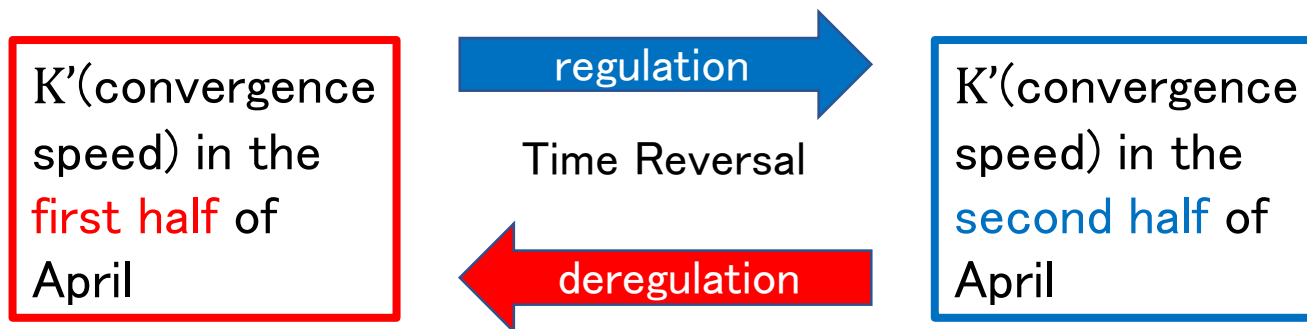 K’(convergence
speed) in the
first half of
April
regulation
Time Reversal
deregulation
K’(convergence
speed) in the
second half of
April